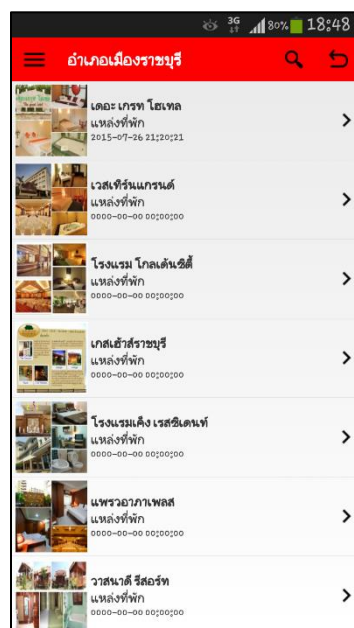 3G 80% 18:48
อำเภอเมืองราชบุรี
เดอะ เกรท โฮเทล
แหล่งที่พัก
2015-07-26 21:20:21
เวสเทิร์นแกรนด์
แหล่งที่พัก
0000-00-00 00:00:00
โรงแรม โกลเด้นซิตี้
แหล่งที่พัก
0000-00-00 00:00:00
เกสเฮ้าส์ราชบุรี
แหล่งที่พัก
0000-00-00 00:00:00
โรงแรมเค็ง เรสซิเดนท์
แหล่งที่พัก
0000-00-00 00:00:00
แพรวอาภาเพลส
แหล่งที่พัก
0000-00-00 00:00:00
วาสนาดี รีสอร์ท
แหล่งที่พัก
0000-00-00 00:00:00